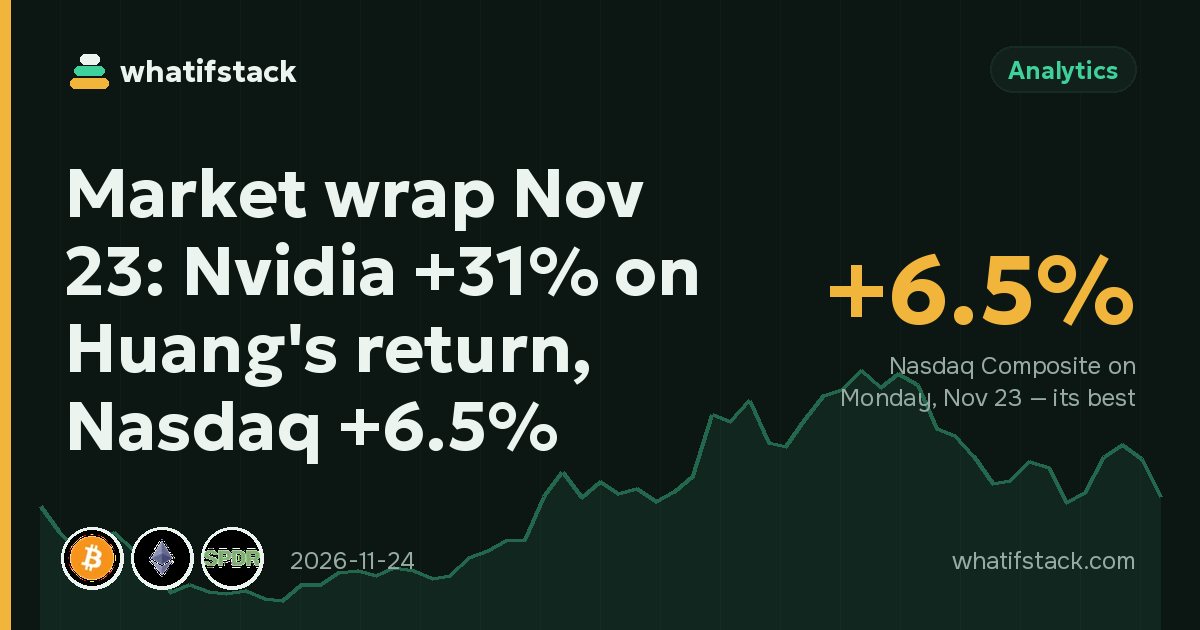 whatifstack
Analytics
Market wrap Nov
23: Nvidia +31% on
Huang's return,
Nasdaq +6.5%
+6.5%
Nasdaq Composite on
Monday, Nov 23 — its best
SPDR
2026-11-24
whatifstack.com